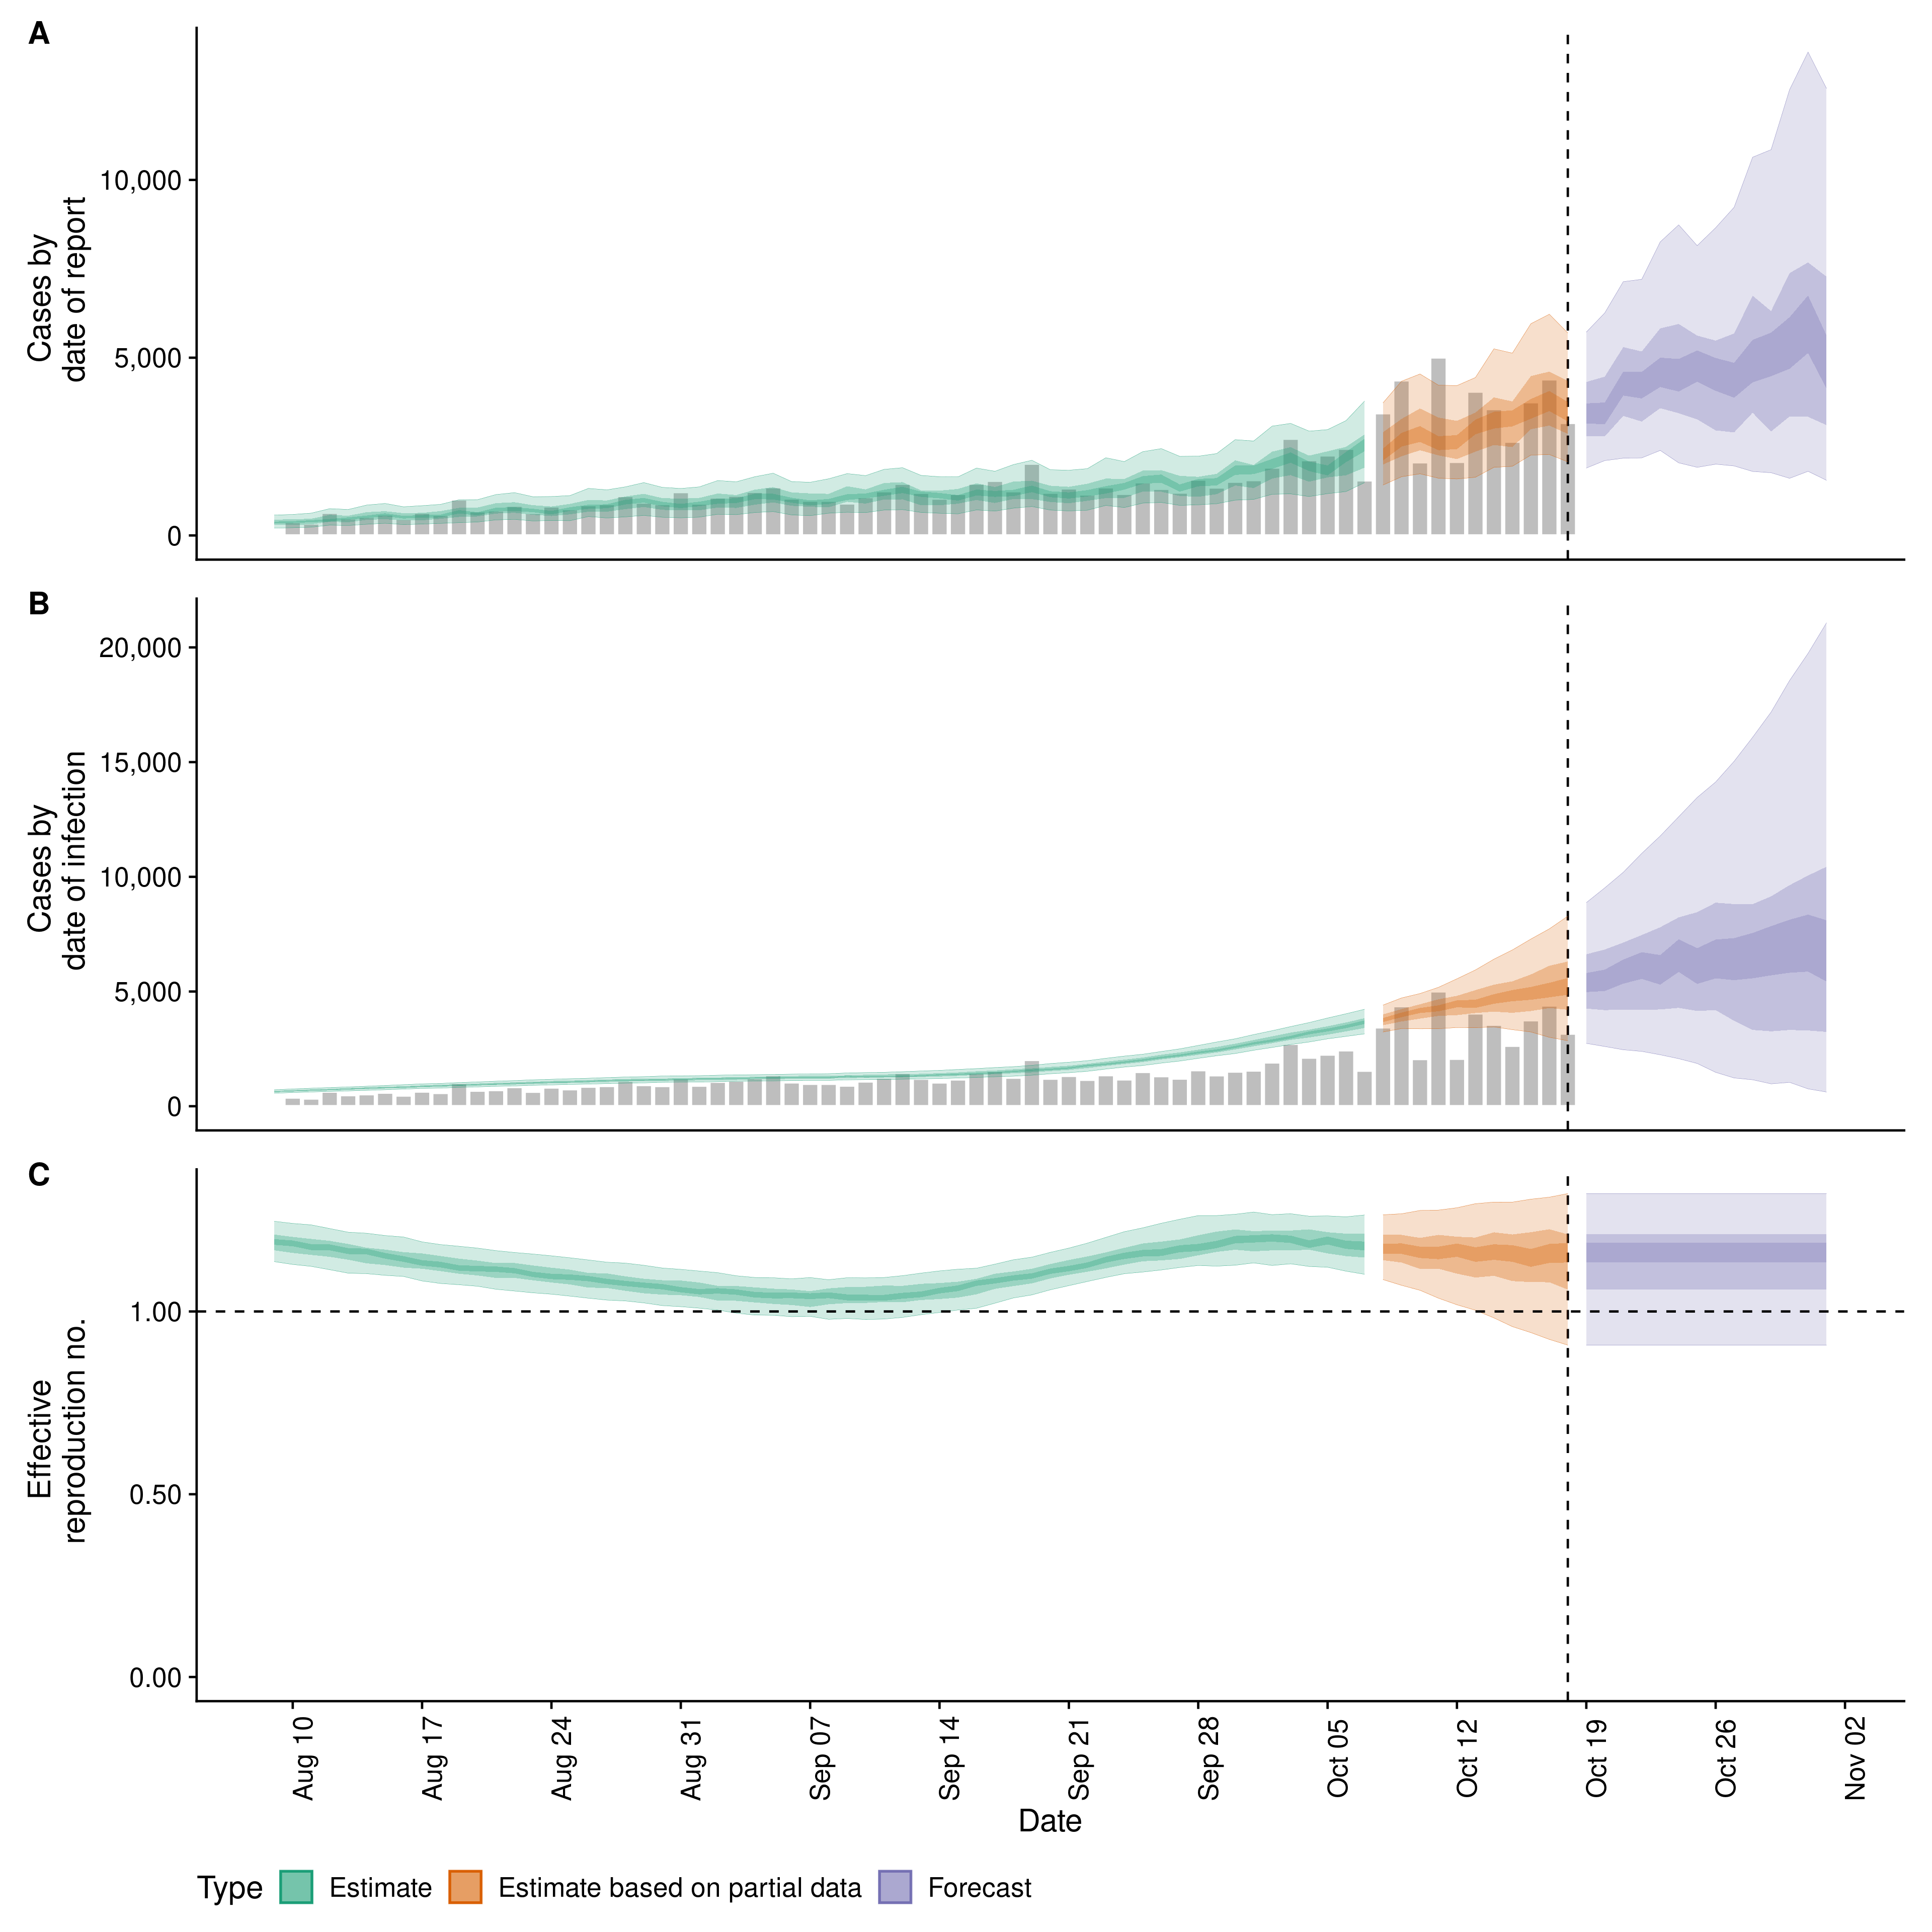 A
Cases by
date of report
10,000
5,000
0
B
Cases by
date of infection
20,000
15,000
10,000
5,000
0
C
Effective
reproduction no.
1.00
0.50
0.00
Aug 10
Aug 17
Aug 24
Aug 31
Sep 07
Sep 14
Sep 21
Sep 28
Oct 05
Oct 12
Oct 19
Oct 26
Nov 02
Date
Type Estimate Estimate based on partial data Forecast